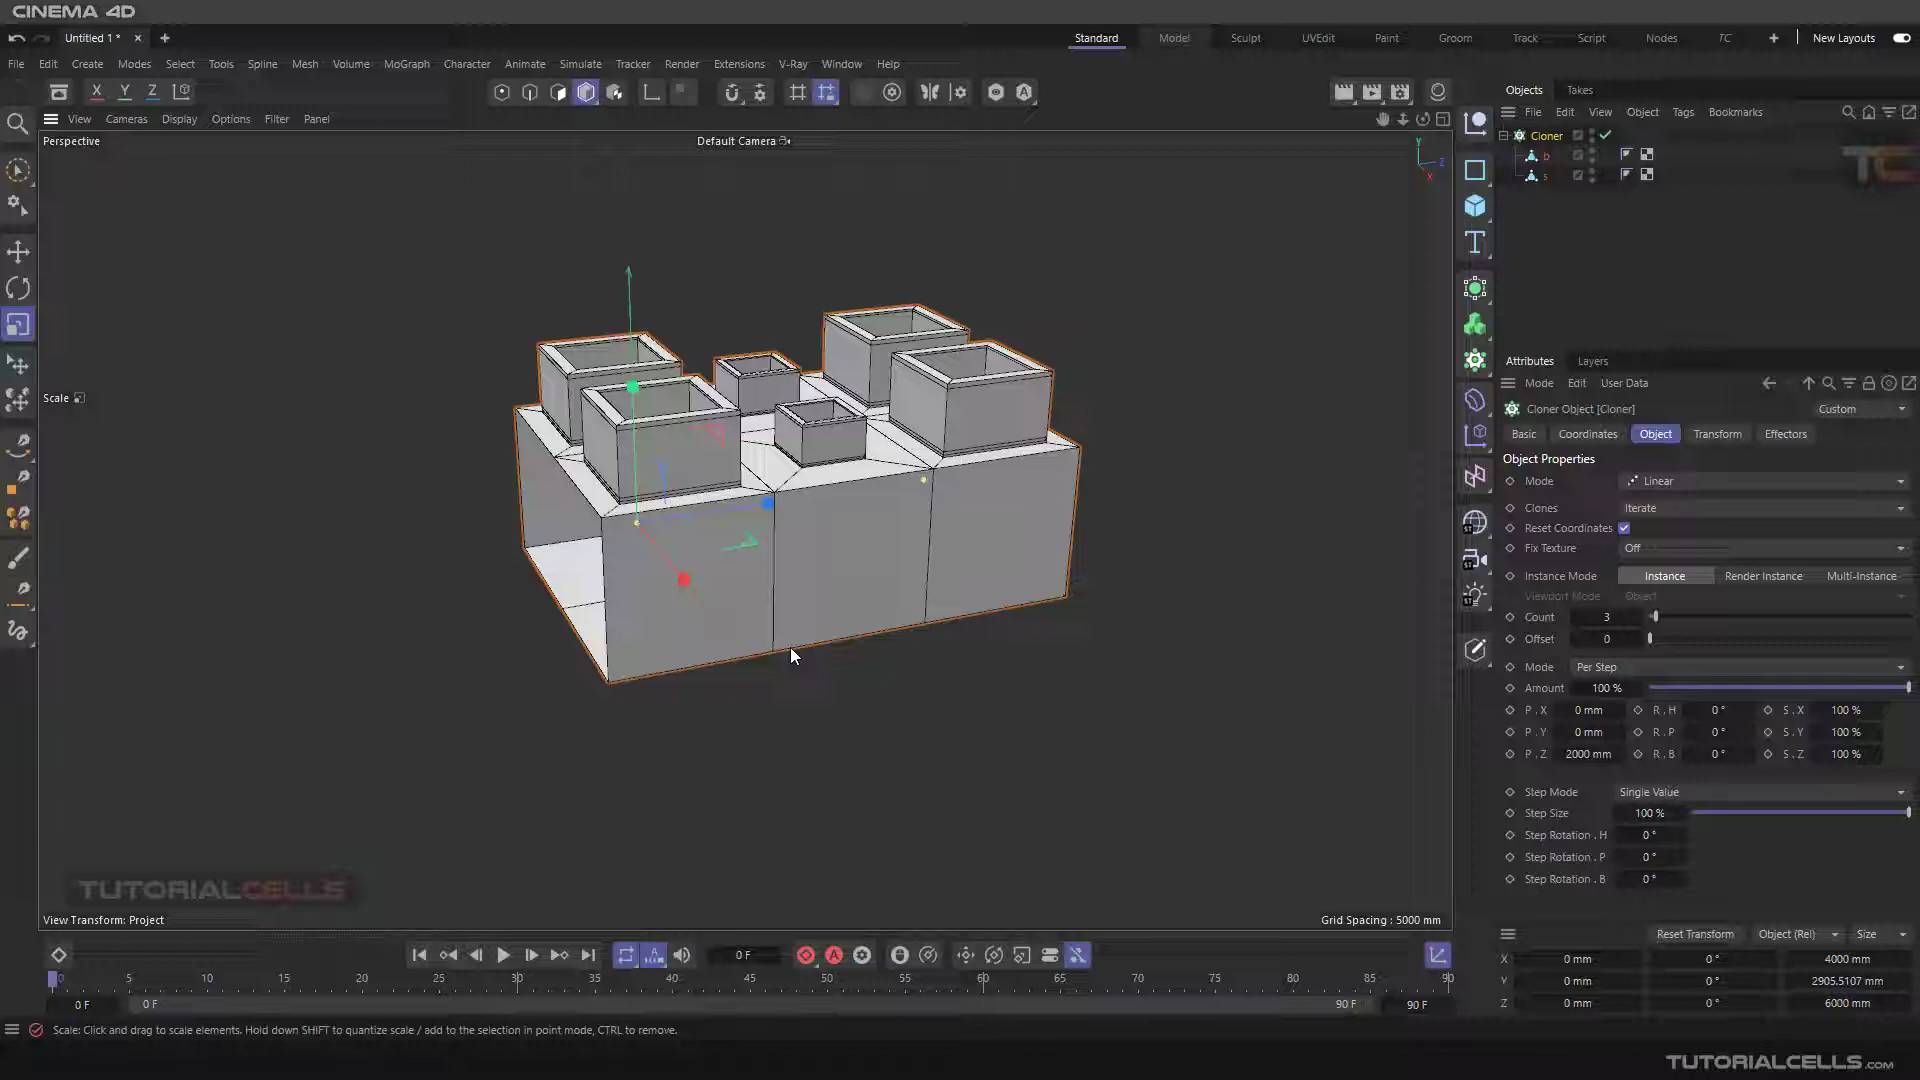 CINEMA 4D
Untitled 1 *
Standard Model Sculpt UVEdit Paint Groom Track Script Nodes TC New Layouts
File Edit Create Modes Select Tools Spline Mesh Volume MoGraph Character Animate Simulate Tracker Render Extensions V-Ray Window Help
X Y Z
Objects Takes
View Cameras Display Options Filter Panel
File Edit View Object Tags Bookmarks
Perspective
Default Camera
Y
Z
X
Cloner
b
s
TC
Attributes Layers
Mode Edit User Data
Scale
Cloner Object [Cloner]
Custom
Basic Coordinates Object Transform Effectors
Object Properties
Mode Linear
Clones Iterate
Reset Coordinates
Fix Texture Off
Instance Mode Instance Render Instance Multi-Instance
Viewport Mode Object
Count 3
Offset 0
Mode Per Step
Amount 100 %
P . X 0 mm R . H 0 ° S . X 100 %
P . Y 0 mm R . P 0 ° S . Y 100 %
P . Z 2000 mm R . B 0 ° S . Z 100 %
Step Mode Single Value
Step Size 100 %
Step Rotation . H 0 °
Step Rotation . P 0 °
Step Rotation . B 0 °
TUTORIALCELLS
View Transform: Project
Grid Spacing : 5000 mm
Reset Transform Object (Rel) Size
0 F
X 0 mm 0 ° 4000 mm
Y 0 mm 0 ° 2905.5107 mm
Z 0 mm 0 ° 6000 mm
0 5 10 15 20 25 30 35 40 45 50 55 60 65 70 75 80 85 90
0 F 0 F 90 F 90 F
Scale: Click and drag to scale elements. Hold down SHIFT to quantize scale / add to the selection in point mode, CTRL to remove.
TUTORIALCELLS.com